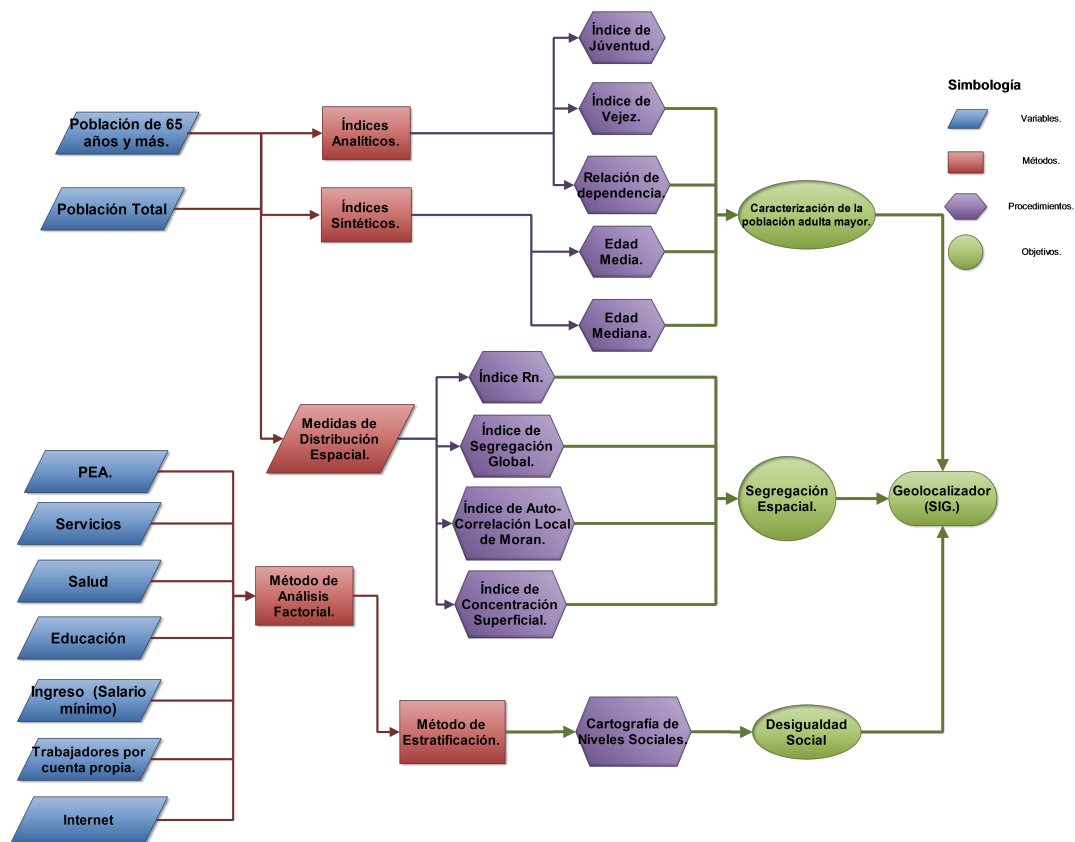 Índice de
Júventud.
Simbología
Población de 65
años y más.
Índices
Analíticos.
Índice de
Vejez.
Variables.
Métodos.
Población Total
Índices
Sintéticos.
Relación de
dependencia.
Caracterización de la
población adulta mayor.
Procedimientos.
Edad
Media.
Objetivos.
Edad
Mediana.
Índice Rn.
Medidas de
Distribución
Espacial.
Índice de
Segregación
Global.
PEA.
Servicios
Índice de Auto-
Correlación Local
de Moran.
Segregación
Espacial.
Geolocalizador
(SIG.)
Salud
Método de
Análisis
Factorial.
Índice de
Concentración
Superficial.
Educación
Ingreso (Salario
mínimo)
Método de
Estratificación.
Cartografía de
Niveles Sociales.
Desigualdad
Social
Trabajadores por
cuenta propia.
Internet